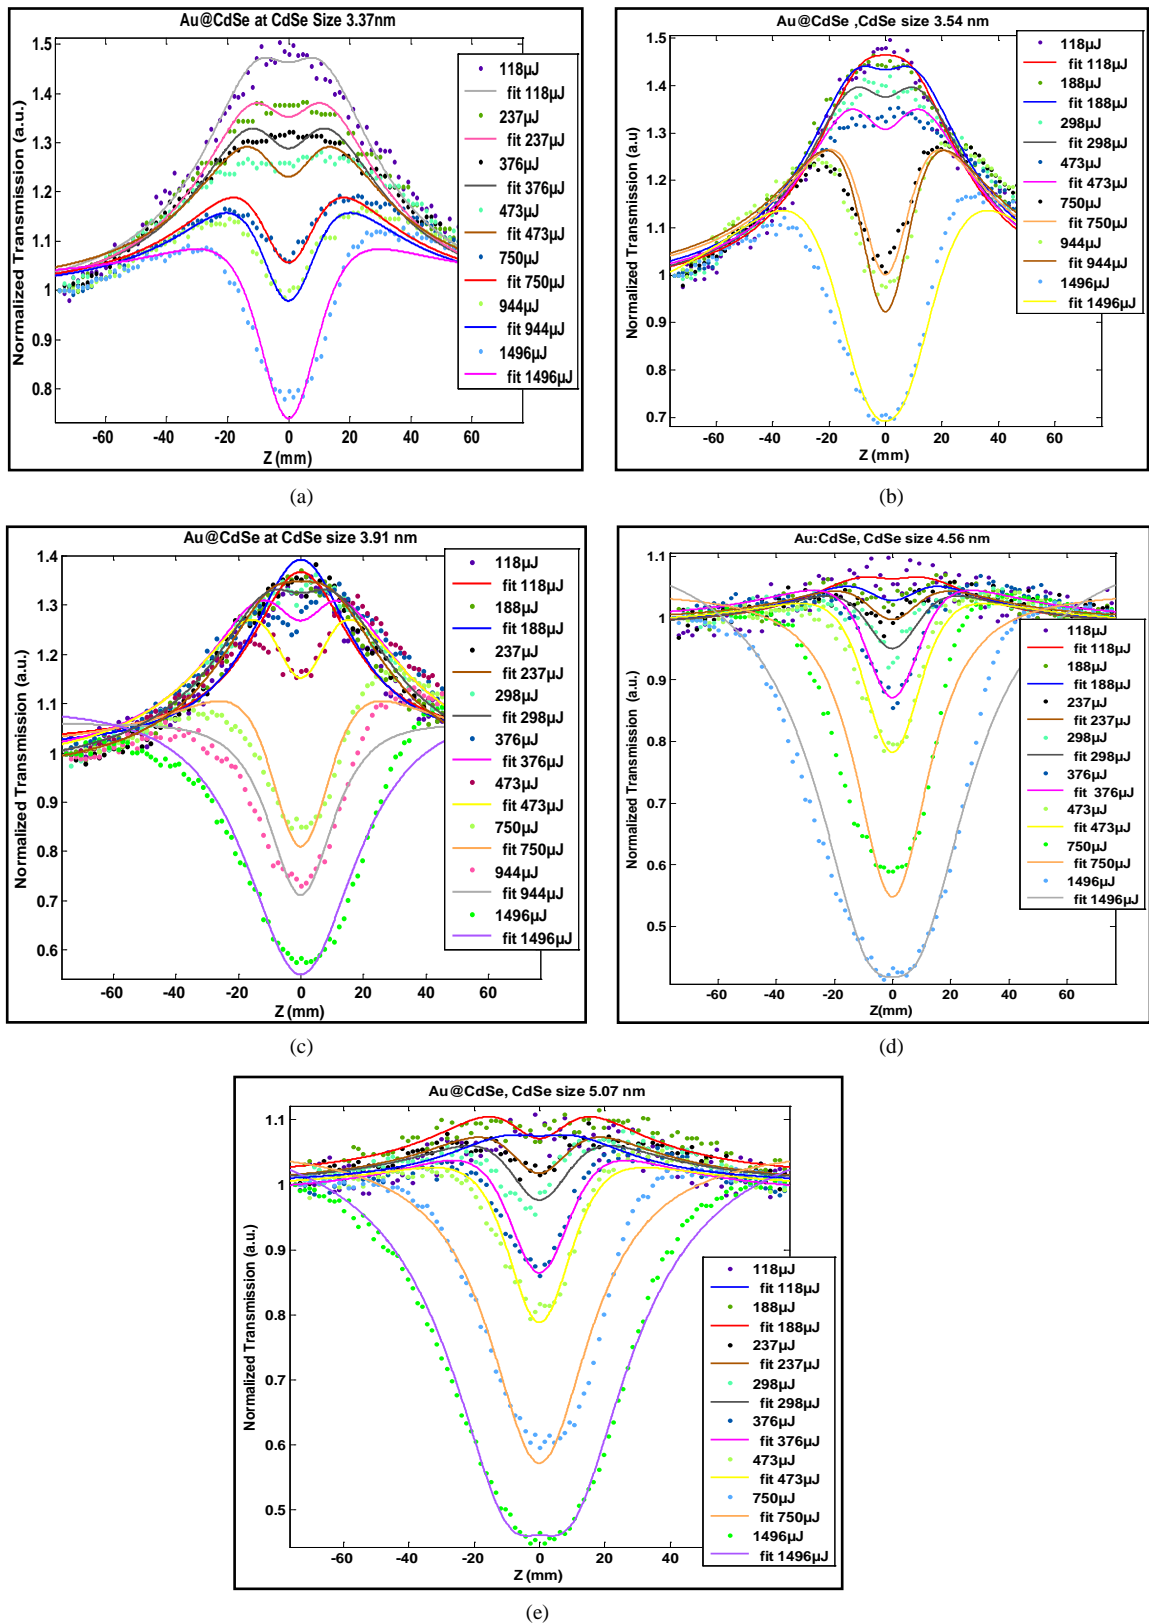 Au@CdSe at CdSe Size 3.37nm
Normalized Transmission (a.u.)
1.5
1.4
1.3
1.2
1.1
1
0.9
0.8
-60 -40 -20 0 20 40 60
Z (mm)
118µJ
fit 118µJ
237µJ
fit 237µJ
376µJ
fit 376µJ
473µJ
fit 473µJ
750µJ
fit 750µJ
944µJ
fit 944µJ
1496µJ
fit 1496µJ
(a)
Au@CdSe ,CdSe size 3.54 nm
Normalized Transmission (a.u)
1.5
1.4
1.3
1.2
1.1
1
0.9
0.8
0.7
-60 -40 -20 0 20 40 60
Z (mm)
118µJ
fit 118µJ
188µJ
fit 188µJ
298µJ
fit 298µJ
473µJ
fit 473µJ
750µJ
fit 750µJ
944µJ
fit 944µJ
1496µJ
fit 1496µJ
(b)
Au@CdSe at CdSe size 3.91 nm
Normalized Transmission (a.u.)
1.4
1.3
1.2
1.1
1
0.9
0.8
0.7
0.6
-60 -40 -20 0 20 40 60
Z (mm)
118µJ
fit 118µJ
188µJ
fit 188µJ
237µJ
fit 237µJ
298µJ
fit 298µJ
376µJ
fit 376µJ
473µJ
fit 473µJ
750µJ
fit 750µJ
944µJ
fit 944µJ
1496µJ
fit 1496µJ
(c)
Au:CdSe, CdSe size 4.56 nm
Normalized Transmission (a.u.)
1.1
1
0.9
0.8
0.7
0.6
0.5
-60 -40 -20 0 20 40 60
Z(mm)
118µJ
fit 118µJ
188µJ
fit 188µJ
237µJ
fit 237µJ
298µJ
fit 298µJ
376µJ
fit 376µJ
473µJ
fit 473µJ
750µJ
fit 750µJ
1496µJ
fit 1496µJ
(d)
Au@CdSe, CdSe size 5.07 nm
Normalized Transmission (a.u.)
1.1
1
0.9
0.8
0.7
0.6
0.5
-60 -40 -20 0 20 40
Z (mm)
118µJ
fit 118µJ
188µJ
fit 188µJ
237µJ
fit 237µJ
298µJ
fit 298µJ
376µJ
fit 376µJ
473µJ
fit 473µJ
750µJ
fit 750µJ
1496µJ
fit 1496µJ
(e)